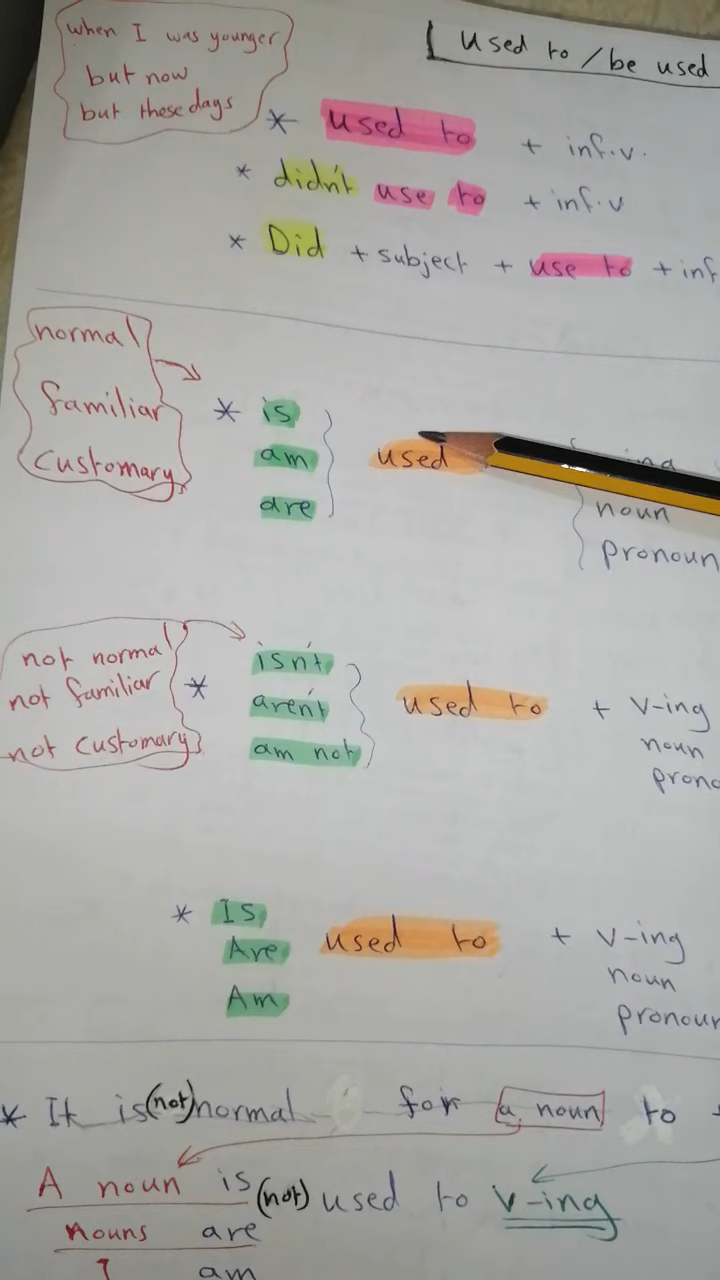 used to / be used
when I was younger
but now
but these days
* used to + inf.v.
* didn't use to + inf.v
* Did + subject + use to + inf
normal
familiar
customary
* is
am
are
used
noun
pronoun
not normal
not familiar
not customary
* isn't
aren't
am not
used to + v-ing
noun
prono
* Is
Are
Am
used to + v-ing
noun
pronoun
* It is (not) normal for a noun to +
A noun is (not) used to v-ing
nouns are
I am